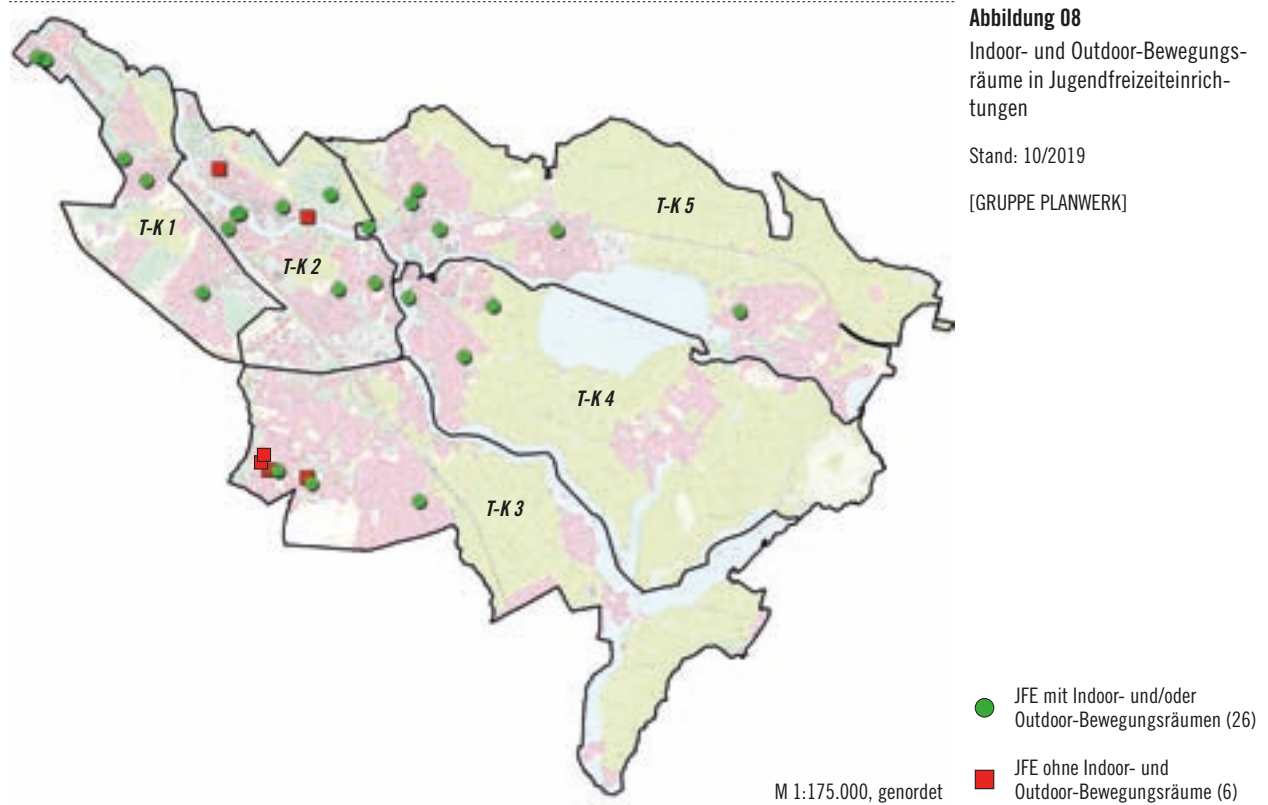 Abbildung 08
Indoor- und Outdoor-Bewegungs-
räume in Jugendfreizeiteinrich-
tungen
Stand: 10/2019
[GRUPPE PLANWERK]
T-K 1
T-K 2
T-K 5
T-K 4
T-K 3
JFE mit Indoor- und/oder
Outdoor-Bewegungsräumen (26)
JFE ohne Indoor- und
Outdoor-Bewegungsräume (6)
M 1:175.000, genordet